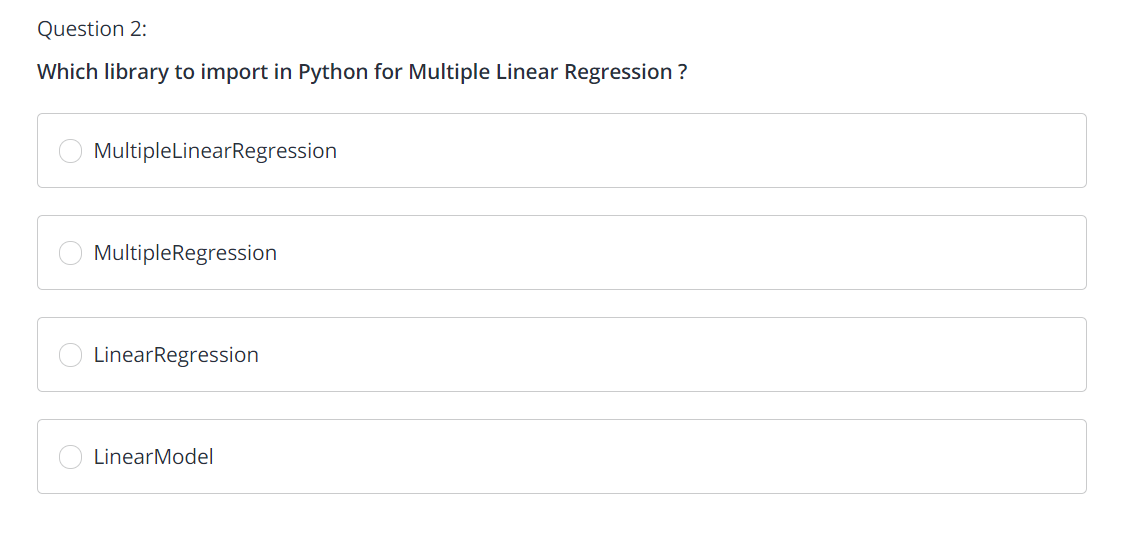 Question 2:
Which library to import in Python for Multiple Linear Regression ?
MultipleLinearRegression
MultipleRegression
LinearRegression
LinearModel